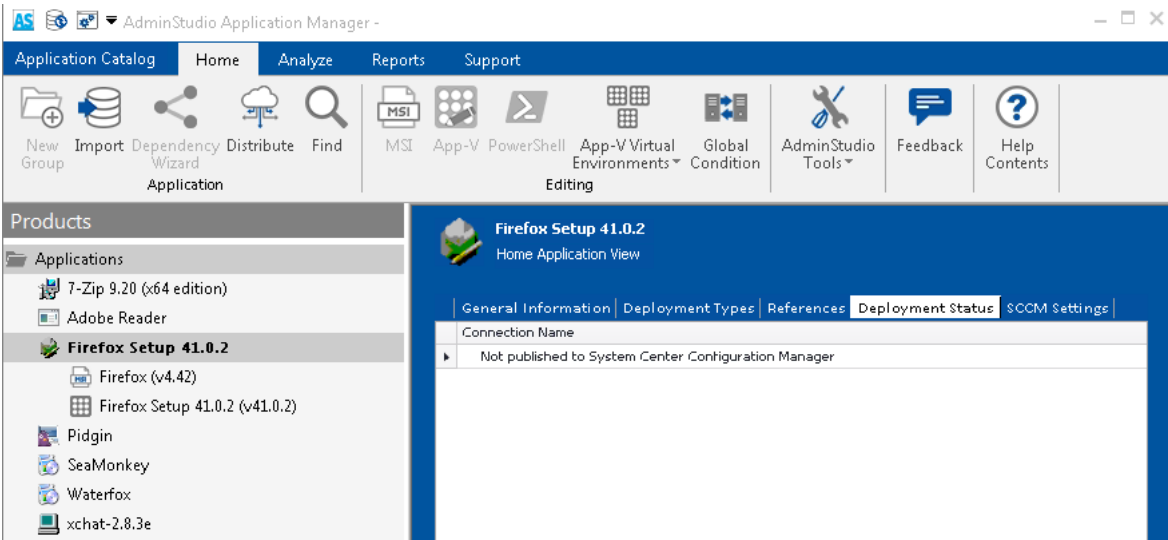 AS AdminStudio Application Manager -
Application Catalog Home Analyze Reports Support
MSI
New Group Import Dependency Wizard Distribute Find MSI App-V PowerShell App-V Virtual Environments Global Condition AdminStudio Tools Feedback Help Contents
Application Editing
Products
Applications
7-Zip 9.20 (x64 edition)
Adobe Reader
Firefox Setup 41.0.2
Firefox (v4.42)
Firefox Setup 41.0.2 (v41.0.2)
Pidgin
SeaMonkey
Waterfox
xchat-2.8.3e
Firefox Setup 41.0.2
Home Application View
General Information Deployment Types References Deployment Status SCCM Settings
Connection Name
Not published to System Center Configuration Manager